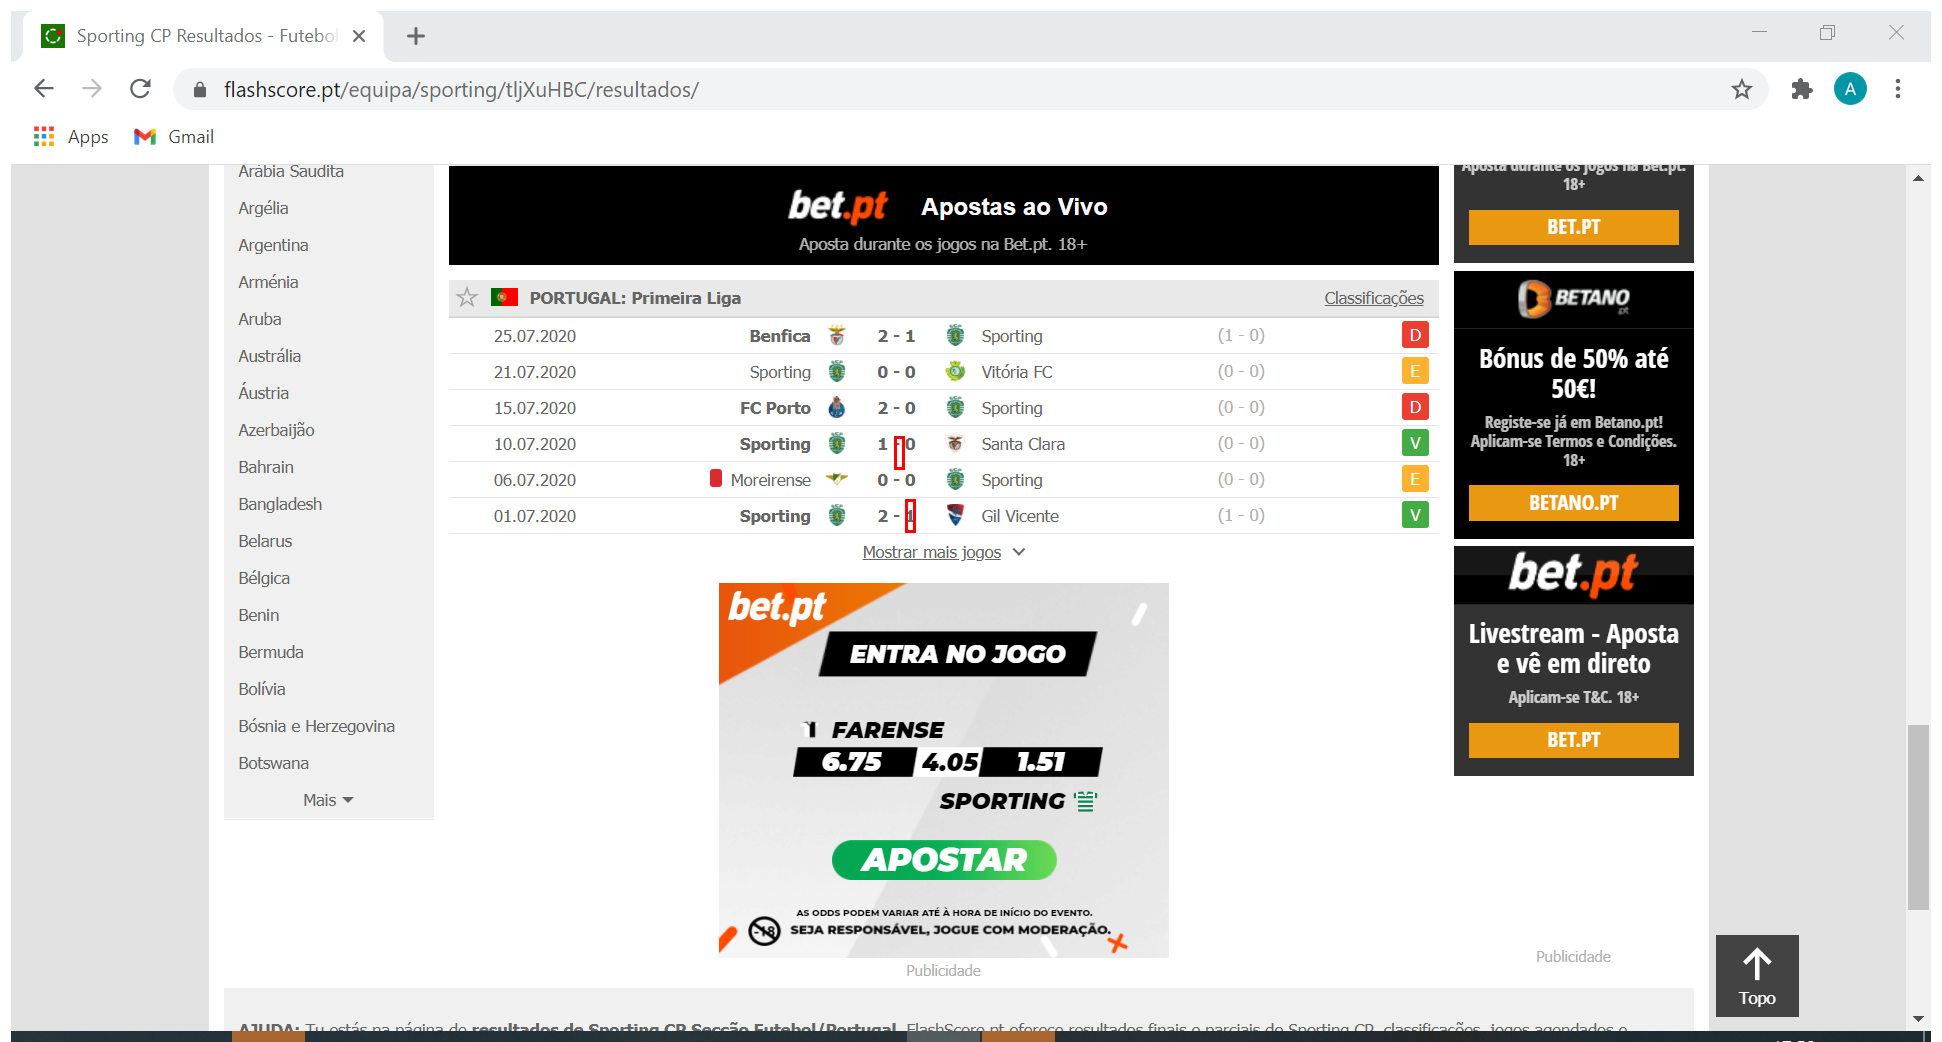 Sporting CP Resultados - Futebol
flashscore.pt/equipa/sporting/tljXuHBC/resultados/
A
Apps
Gmail
Arábia Saudita
Argélia
Argentina
Arménia
Aruba
Austrália
Áustria
Azerbaijão
Bahrain
Bangladesh
Belarus
Bélgica
Benin
Bermuda
Bolívia
Bósnia e Herzegovina
Botswana
Mais
bet.pt Apostas ao Vivo
Aposta durante os jogos na Bet.pt. 18+
PORTUGAL: Primeira Liga Classificações
25.07.2020 Benfica 2 - 1 Sporting (1 - 0) D
21.07.2020 Sporting 0 - 0 Vitória FC (0 - 0) E
15.07.2020 FC Porto 2 - 0 Sporting (0 - 0) D
10.07.2020 Sporting 1 - 0 Santa Clara (0 - 0) V
06.07.2020 Moreirense 0 - 0 Sporting (0 - 0) E
01.07.2020 Sporting 2 - 1 Gil Vicente (1 - 0) V
Mostrar mais jogos
bet.pt
ENTRA NO JOGO
FARENSE
6.75 4.05 1.51
SPORTING
APOSTAR
AS ODDS PODEM VARIAR ATÉ À HORA DE INÍCIO DO EVENTO.
-18 SEJA RESPONSÁVEL, JOGUE COM MODERAÇÃO.
Publicidade
Aposta durante os jogos na Bet.pt.
18+
BET.PT
BETANO
pt
Bónus de 50% até
50€!
Registe-se já em Betano.pt!
Aplicam-se Termos e Condições.
18+
BETANO.PT
bet.pt
Livestream - Aposta
e vê em direto
Aplicam-se T&C. 18+
BET.PT
Publicidade
Topo
AJUDA: Tu estás na página de resultados de Sporting CP Secção Futebol/Portugal. FlashScore.pt oferece resultados finais e parciais do Sporting CP, classificações, jogos agendados e